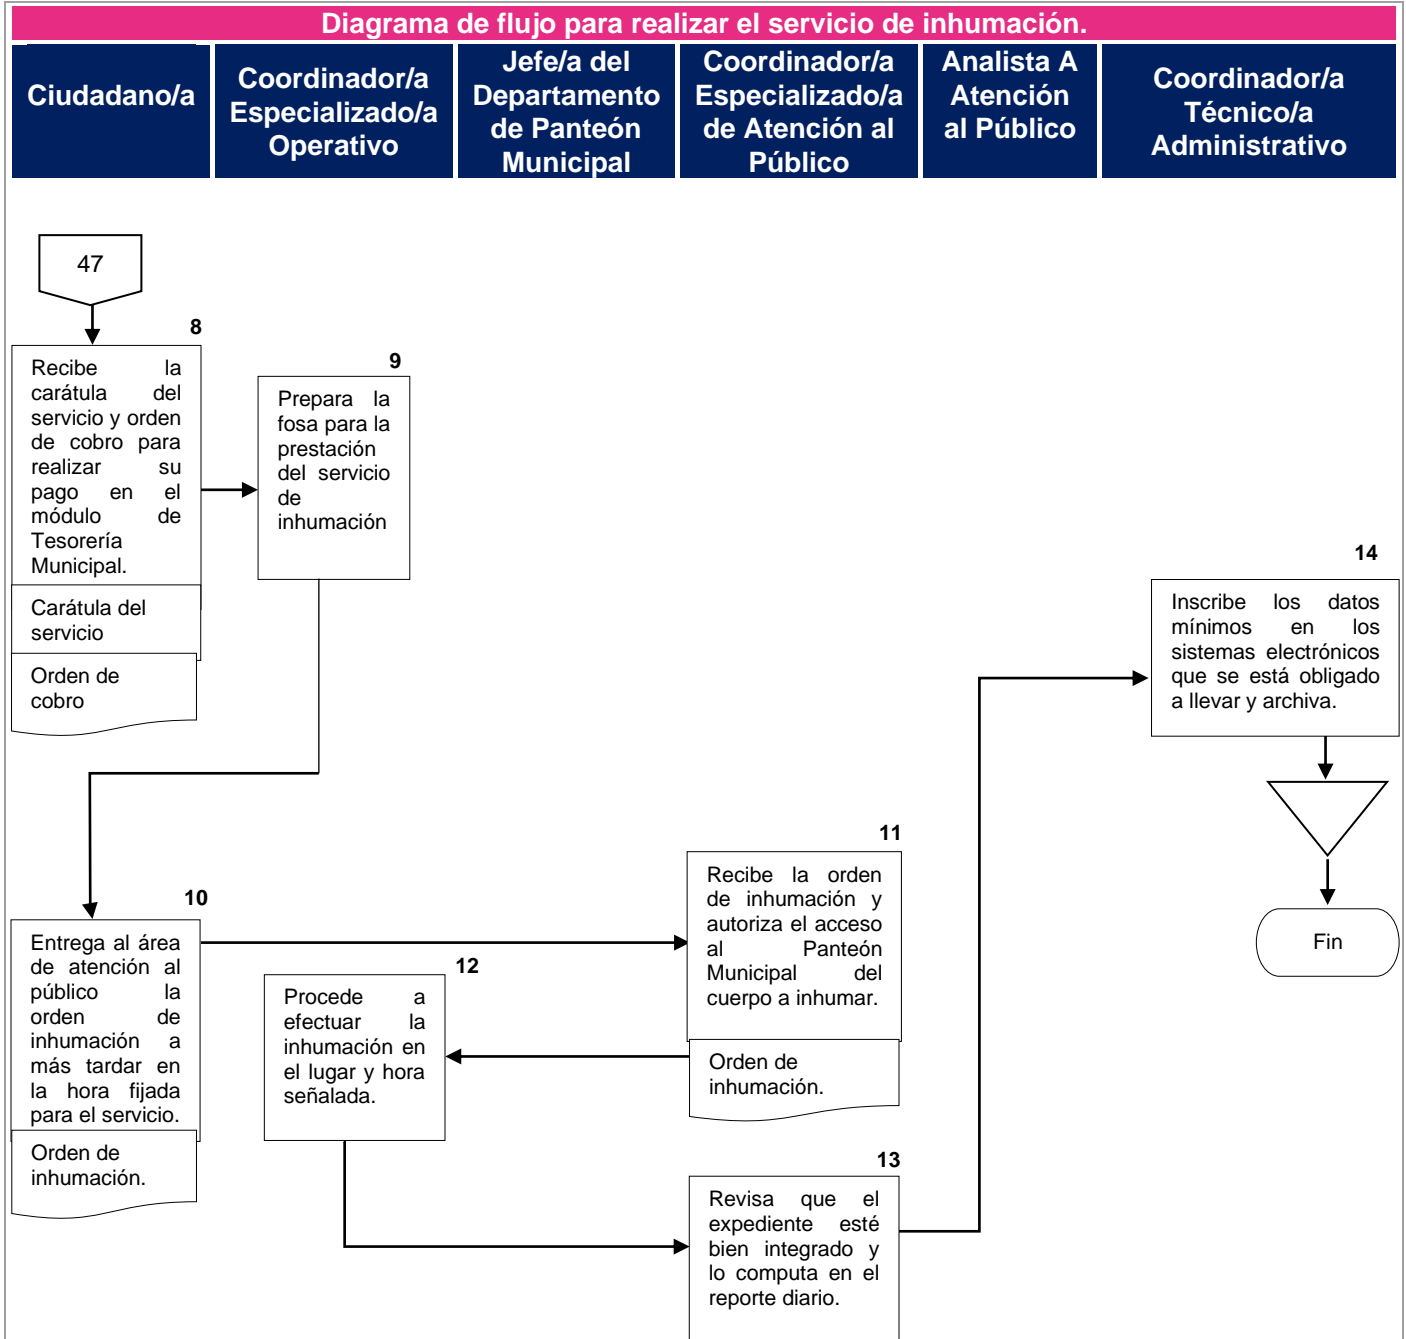 Diagrama de flujo para realizar el servicio de inhumación.
Ciudadano/a
Coordinador/a
Especializado/a
Operativo
Jefe/a del
Departamento
de Panteón
Municipal
Coordinador/a
Especializado/a
de Atención al
Público
Analista A
Atención
al Público
Coordinador/a
Técnico/a
Administrativo
47
8
Recibe la
carátula del
servicio y orden
de cobro para
realizar su
pago en el
módulo de
Tesorería
Municipal.
Carátula del
servicio
Orden de
cobro
9
Prepara la
fosa para la
prestación
del servicio
de
inhumación
10
Entrega al área
de atención al
público la
orden de
inhumación a
más tardar en
la hora fijada
para el servicio.
Orden de
inhumación.
11
Recibe la orden
de inhumación y
autoriza el acceso
al Panteón
Municipal del
cuerpo a inhumar.
Orden de
inhumación.
12
Procede a
efectuar la
inhumación en
el lugar y hora
señalada.
13
Revisa que el
expediente esté
bien integrado y
lo computa en el
reporte diario.
14
Inscribe los datos
mínimos en los
sistemas electrónicos
que se está obligado
a llevar y archiva.
Fin